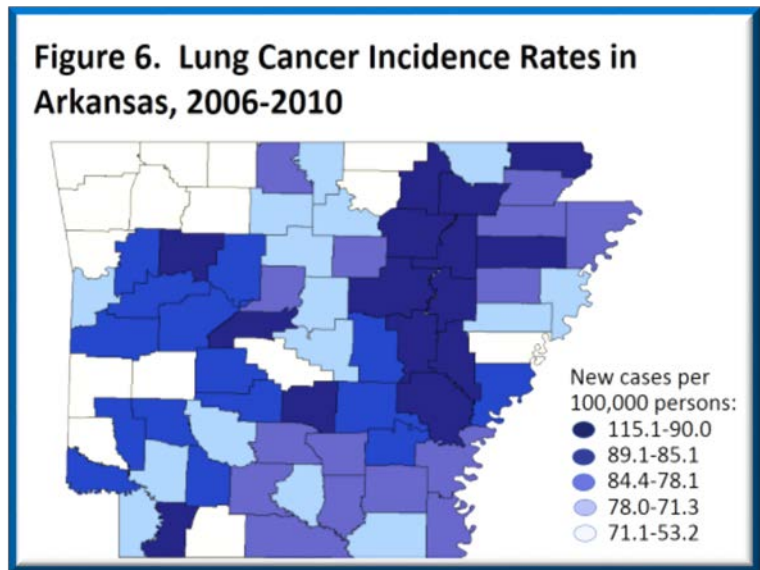 Figure 6.  Lung Cancer Incidence Rates in
Arkansas, 2006-2010
New cases per
100,000 persons:
115.1-90.0
89.1-85.1
84.4-78.1
78.0-71.3
71.1-53.2